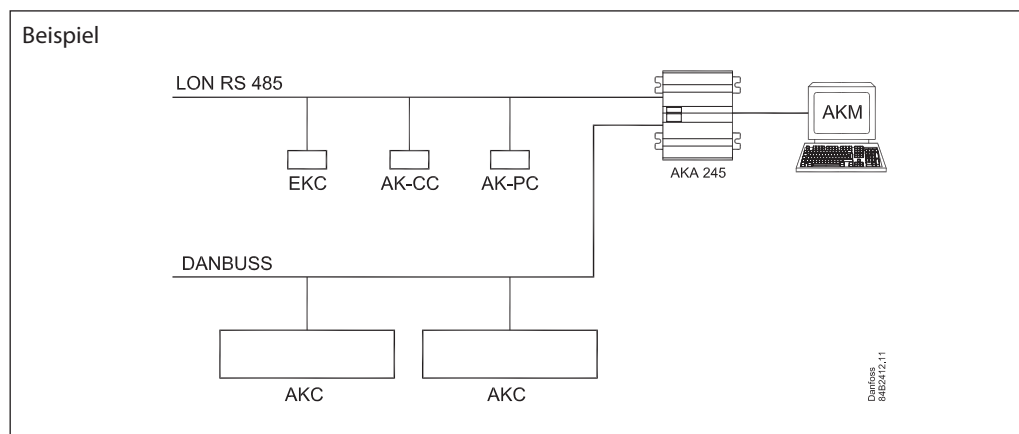 Beispiel
LON RS 485
AKM
EKC
AK-CC
AK-PC
AKA 245
DANBUSS
AKC
AKC
Danfoss
84B2412,11